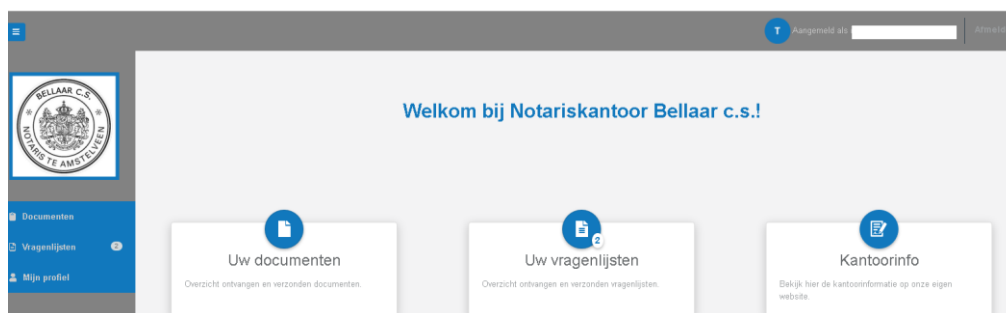 T Aangemeld als
Afmeld
BELLAAR C.S.
NOTARIS TE AMSTELVEEN
Welkom bij Notariskantoor Bellaar c.s.!
Documenten
Vragenlijsten 2
Mijn profiel
Uw documenten
Overzicht ontvangen en verzonden documenten.
2
Uw vragenlijsten
Overzicht ontvangen en verzonden vragenlijsten.
Kantoorinfo
Bekijk hier de kantoorinformatie op onze eigen
website.